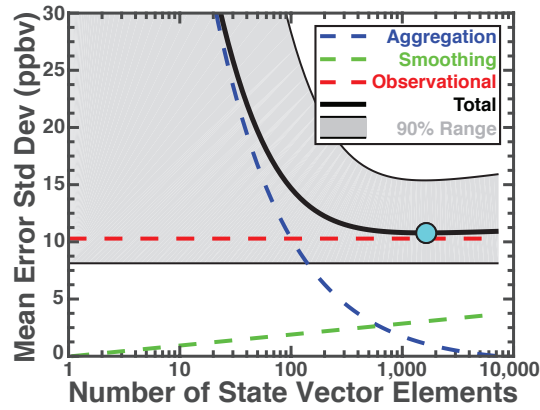 Mean Error Std Dev (ppbv)
30
25
20
15
10
5
0
Aggregation
Smoothing
Observational
Total
90% Range
1
10
100
1,000
10,000
Number of State Vector Elements